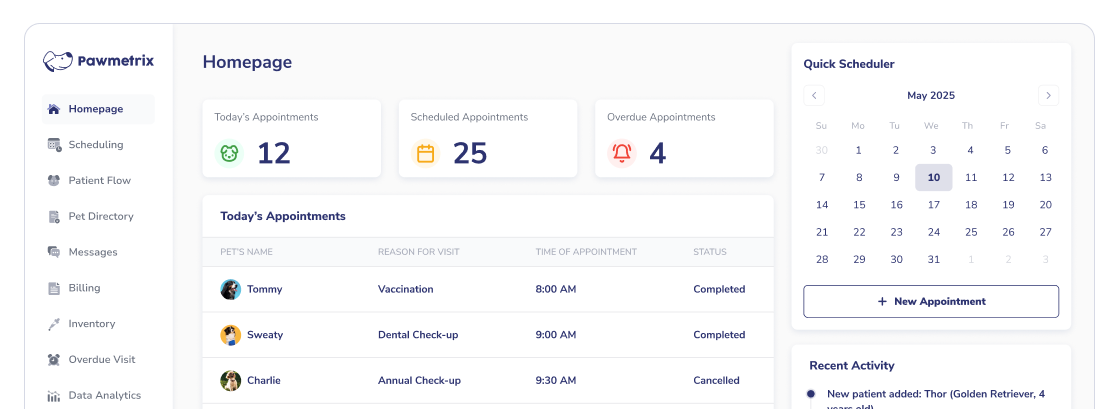 Pawmetrix
Homepage
Scheduling
Patient Flow
Pet Directory
Messages
Billing
Inventory
Overdue Visit
Data Analytics
Homepage
Today's Appointments
12
Scheduled Appointments
25
Overdue Appointments
4
Today's Appointments
PET'S NAME REASON FOR VISIT TIME OF APPOINTMENT STATUS
Tommy Vaccination 8:00 AM Completed
Sweaty Dental Check-up 9:00 AM Completed
Charlie Annual Check-up 9:30 AM Cancelled
Quick Scheduler
May 2025
Su Mo Tu We Th Fr Sa
30 1 2 3 4 5 6
7 8 9 10 11 12 13
14 15 16 17 18 19 20
21 22 23 24 25 26 27
28 29 30 31 1 2 3
+ New Appointment
Recent Activity
New patient added: Thor (Golden Retriever, 4
years old)